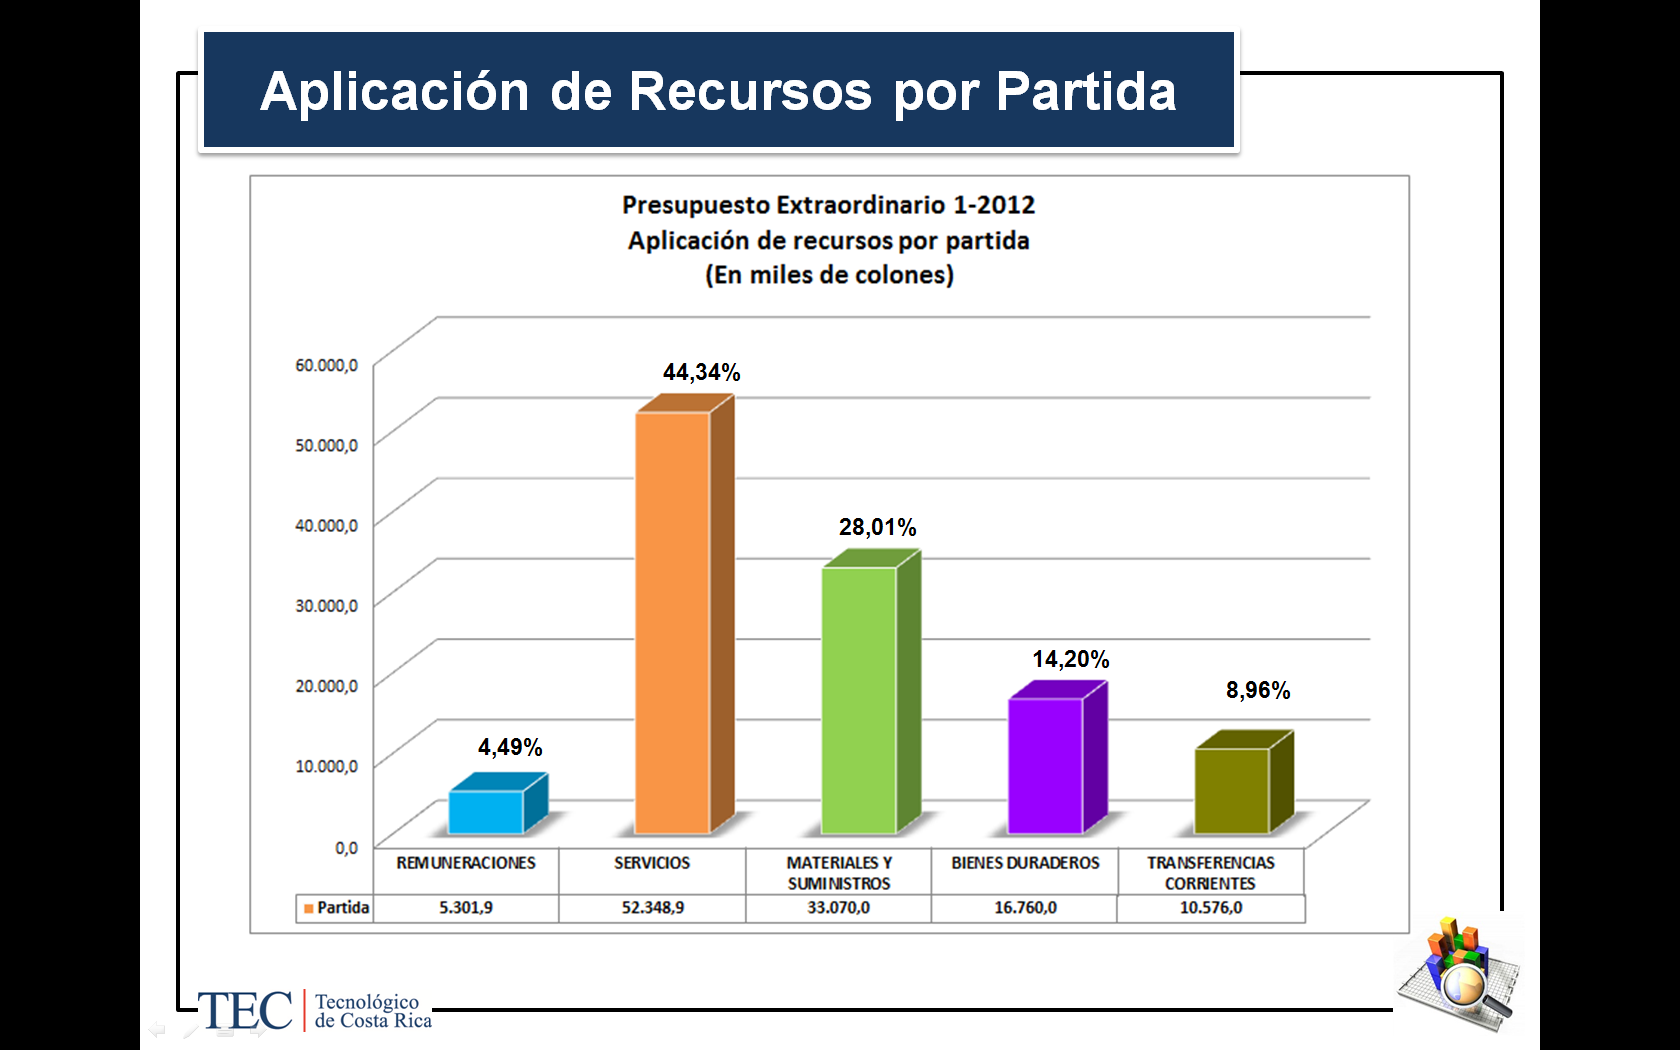 Aplicación de Recursos por Partida
Presupuesto Extraordinario 1-2012
Aplicación de recursos por partida
(En miles de colones)
60.000,0
50.000,0
40.000,0
30.000,0
20.000,0
10.000,0
0,0
4,49%
44,34%
28,01%
14,20%
8,96%
REMUNERACIONES
SERVICIOS
MATERIALES Y
SUMINISTROS
BIENES DURADEROS
TRANSFERENCIAS
CORRIENTES
Partida
5.301,9
52.348,9
33.070,0
16.760,0
10.576,0
TEC
Tecnológico
de Costa Rica